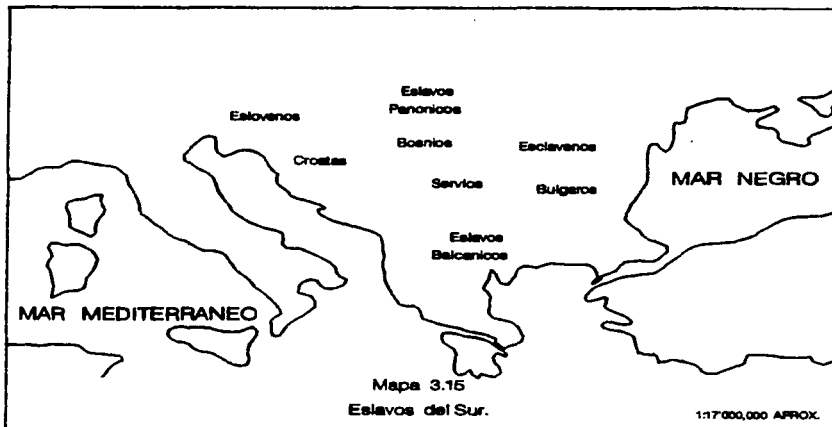 Eslavos
Panonicos
Eslovenos
Bosnios
Esclavenos
Croatas
MAR NEGRO
Servios
Bulgaros
Eslavos
Balcanicos
MAR MEDITERRANEO
Mapa 3.15
Eslavos del Sur.
1:17'000,000 APROX.